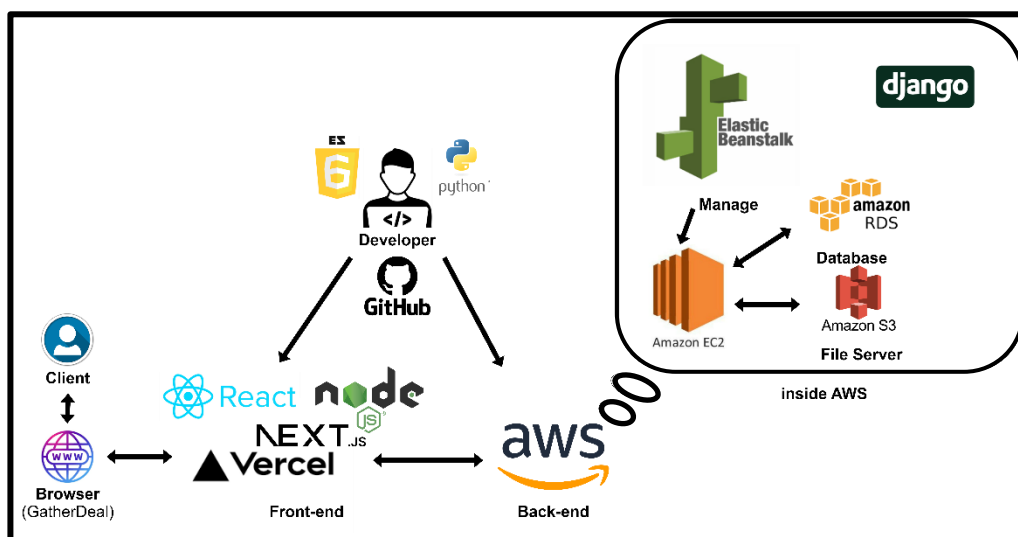 django
Elastic
Beanstalk
ES
6
python
Developer
</>
GitHub
Manage
amazon
RDS
Database
Amazon EC2
Amazon S3
File Server
inside AWS
Client
WWW
Browser
(GatherDeal)
React
node
JS
NEXT.JS
Vercel
Front-end
aws
Back-end